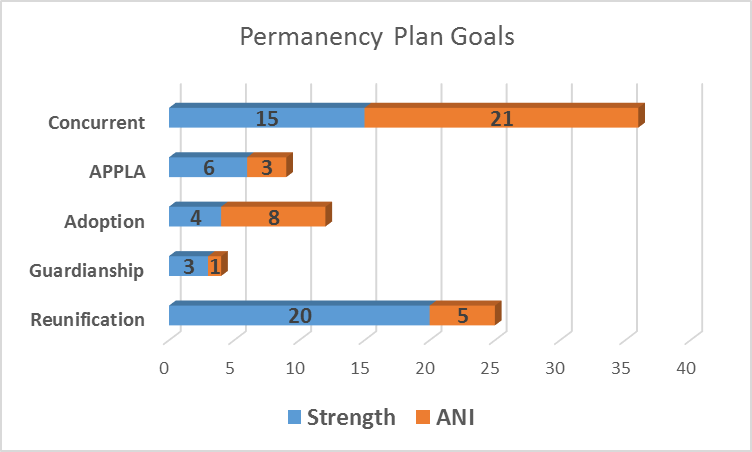 Permanency Plan Goals
Concurrent 15 21
APPLA 6 3
Adoption 4 8
Guardianship 3 1
Reunification 20 5
0 5 10 15 20 25 30 35 40
Strength ANI